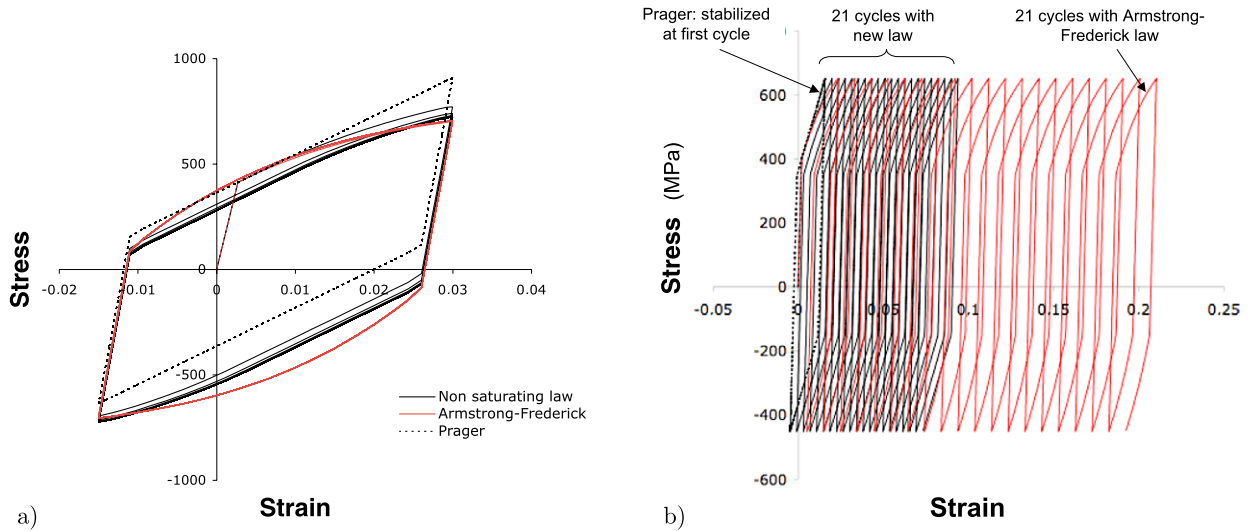 1000
500
0
-500
-1000
-0.02
-0.01
0
0.01
0.02
0.03
0.04
Stress
Strain
Non saturating law
Armstrong-Frederick
Prager
a)
Prager: stabilized
at first cycle
21 cycles with
new law
21 cycles with Armstrong-
Frederick law
600
400
200
0
-200
-400
-600
-0.05
0
0.05
0.1
0.15
0.2
0.25
Stress (MPa)
Strain
b)